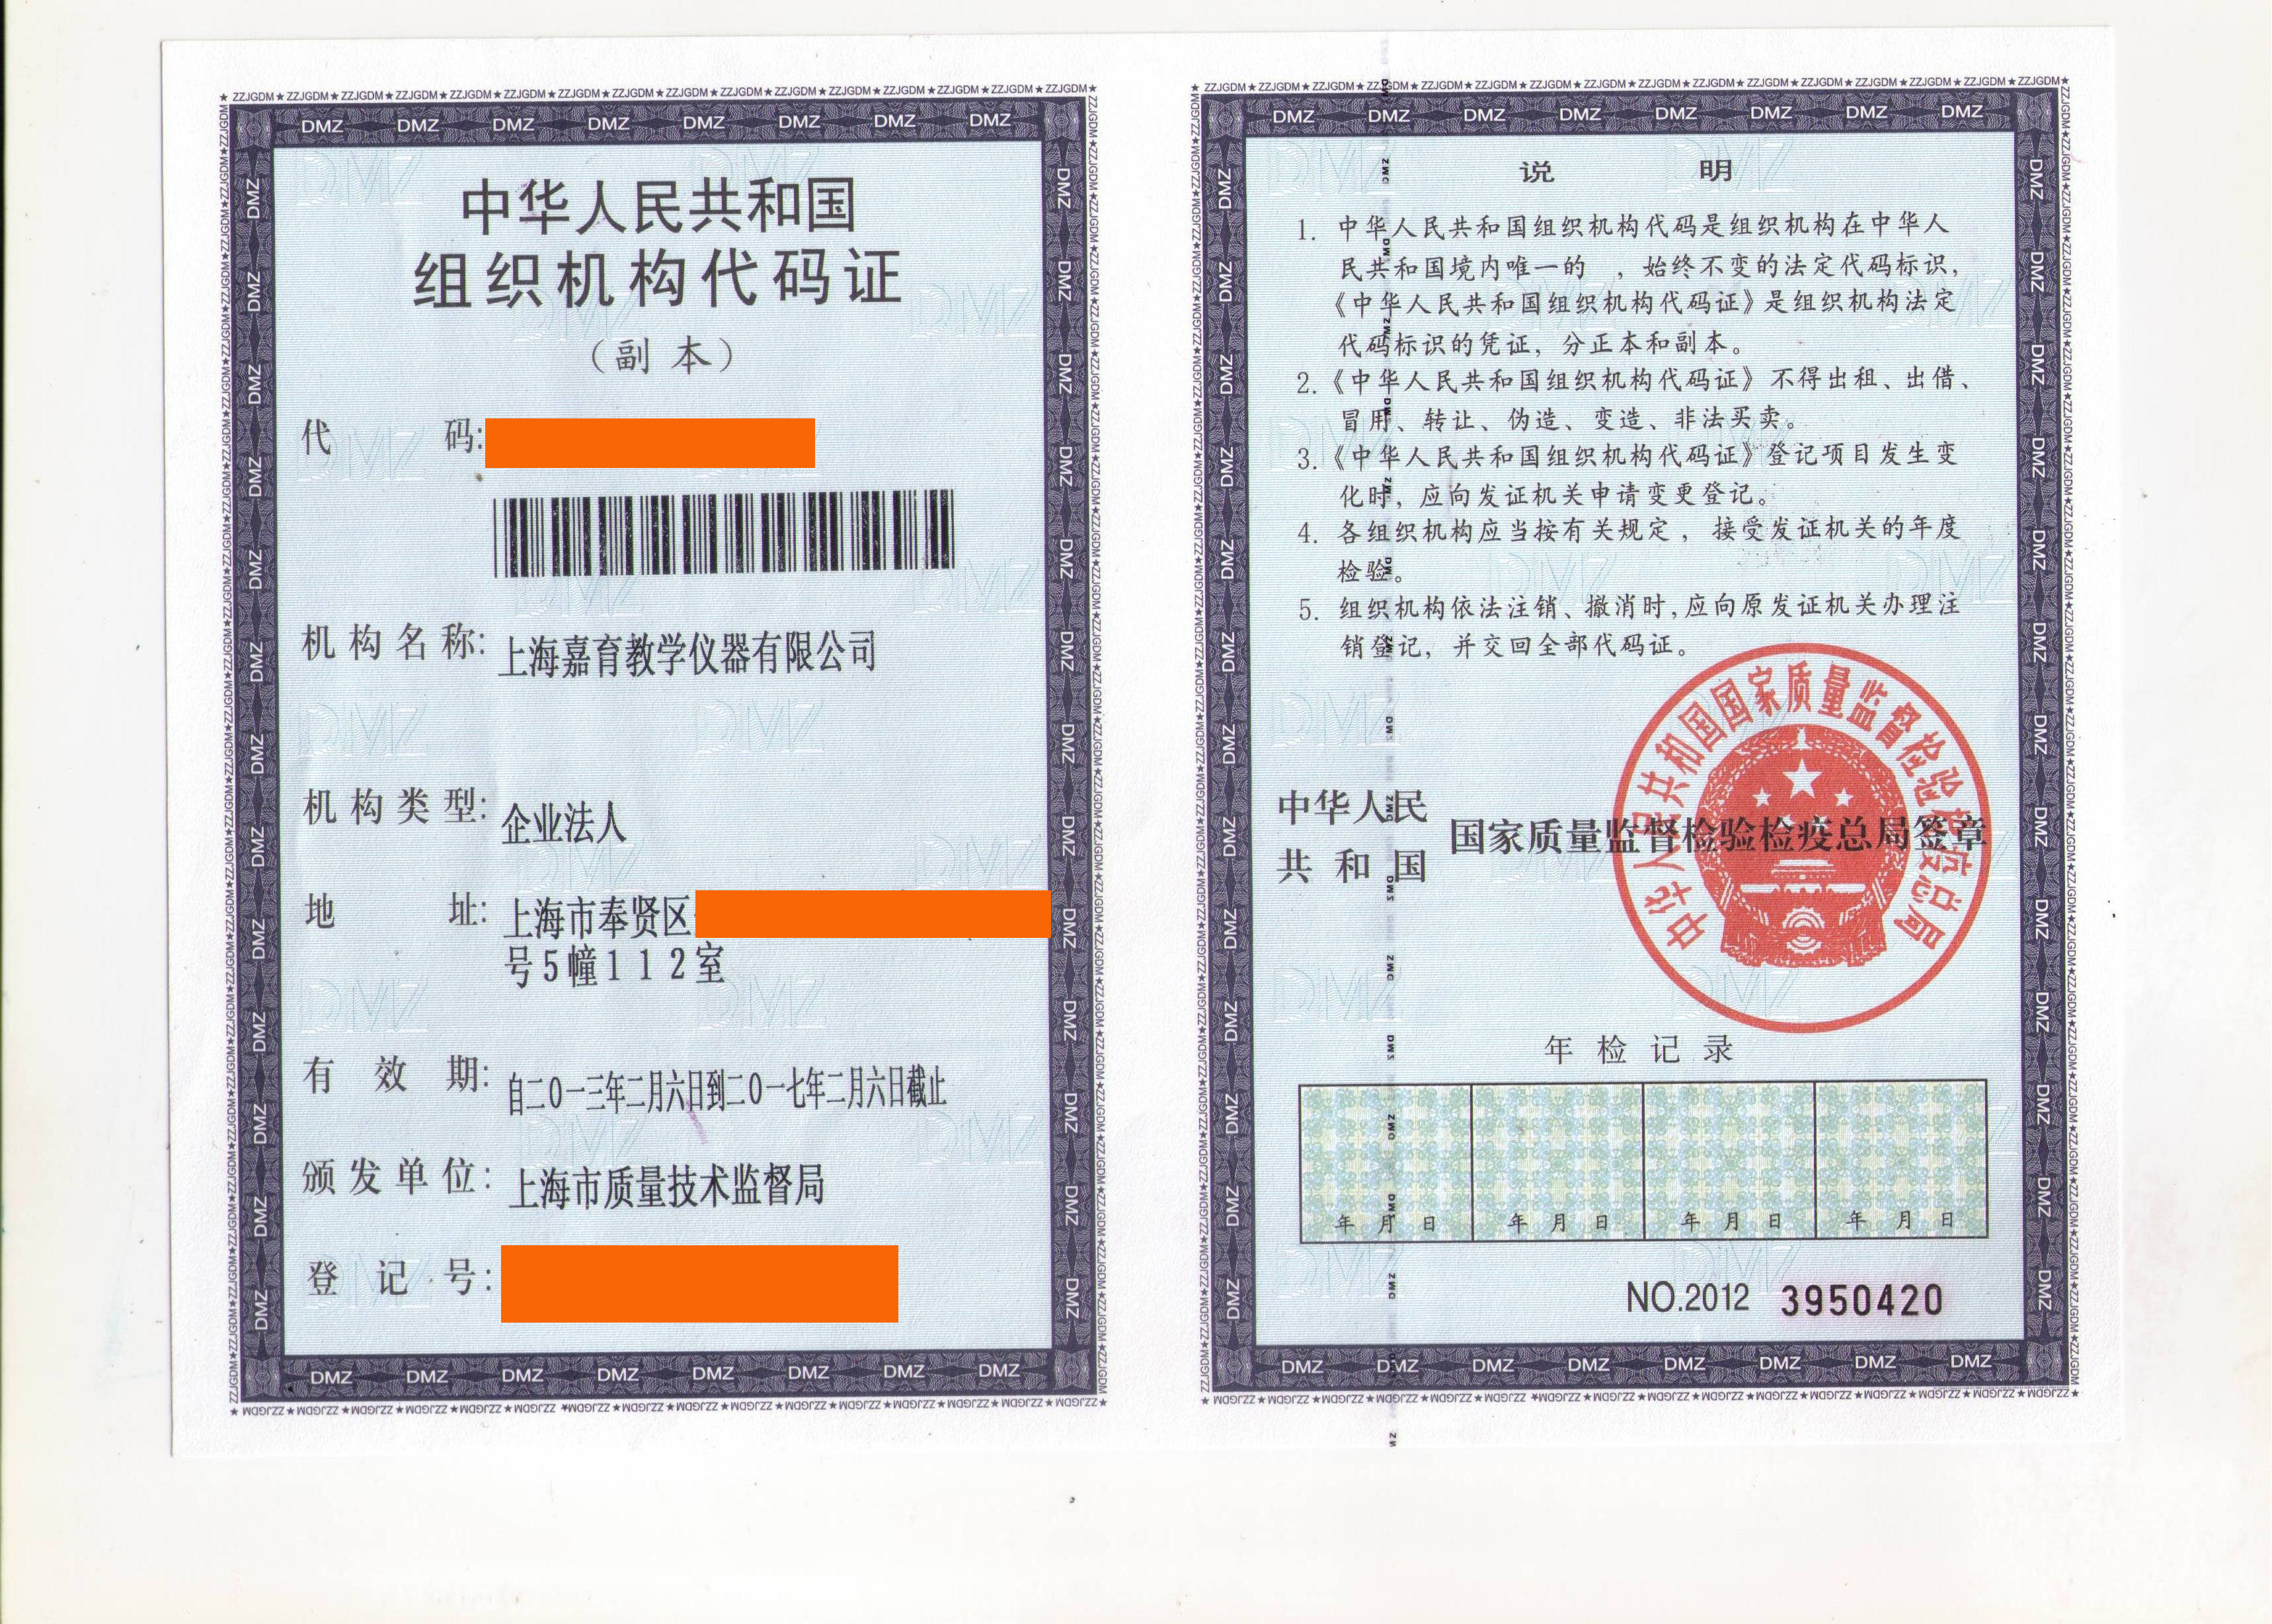 中华人民共和国
组织机构代码证
（副 本）
代 码:
机构名称: 上海嘉育教学仪器有限公司
机构类型: 企业法人
地 址: 上海市奉贤区
号5幢112室
有 效 期: 自二0一三年二月六日到二0一七年二月六日截止
颁发单位: 上海市质量技术监督局
登 记 号:
说 明
1. 中华人民共和国组织机构代码是组织机构在中华人
民共和国境内唯一的 ，始终不变的法定代码标识，
《中华人民共和国组织机构代码证》是组织机构法定
代码标识的凭证，分正本和副本。
2.《中华人民共和国组织机构代码证》不得出租、出借、
冒用、转让、伪造、变造、非法买卖。
3.《中华人民共和国组织机构代码证》登记项目发生变
化时，应向发证机关申请变更登记。
4. 各组织机构应当按有关规定，接受发证机关的年度
检验。
5. 组织机构依法注销、撤消时，应向原发证机关办理注
销登记，并交回全部代码证。
中华人民
共和国
国家质量监督检验检疫总局签章
中华人民共和国国家质量监督检验检疫总局
年检记录
年 月 日 年 月 日 年 月 日 年 月 日
NO.2012 3950420